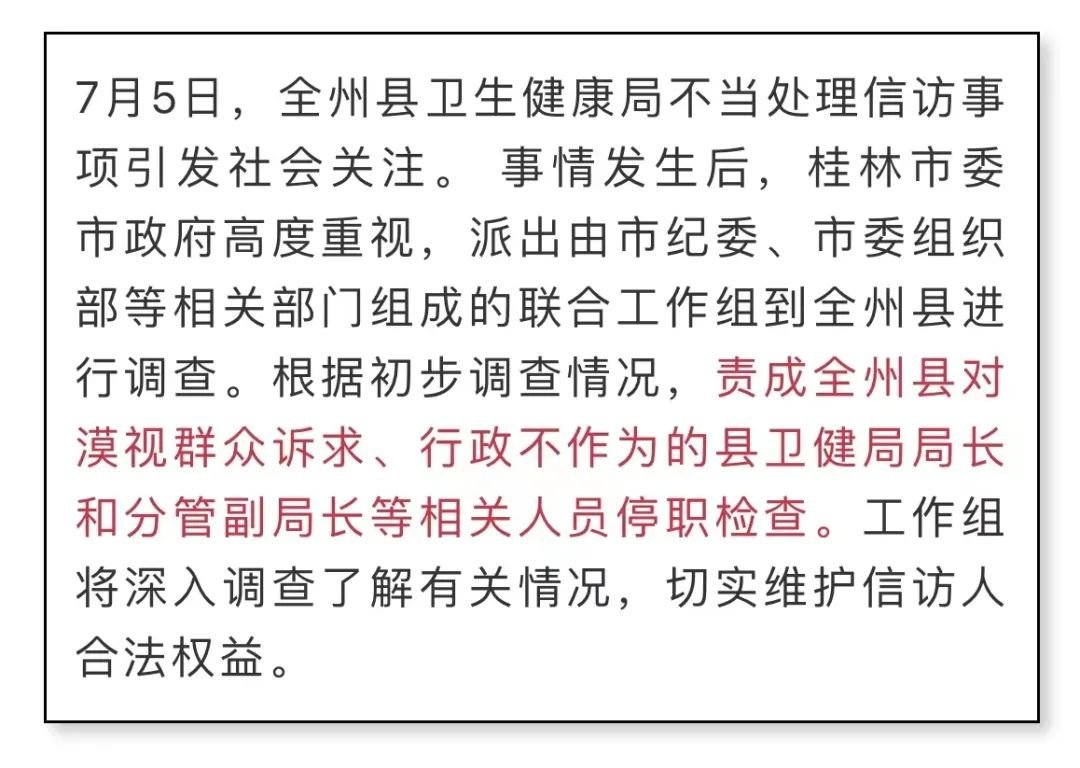 7月5日，全州县卫生健康局不当处理信访事
项引发社会关注。 事情发生后，桂林市委
市政府高度重视，派出由市纪委、市委组织
部等相关部门组成的联合工作组到全州县进
行调查。根据初步调查情况，责成全州县对
漠视群众诉求、行政不作为的县卫健局局长
和分管副局长等相关人员停职检查。工作组
将深入调查了解有关情况，切实维护信访人
合法权益。